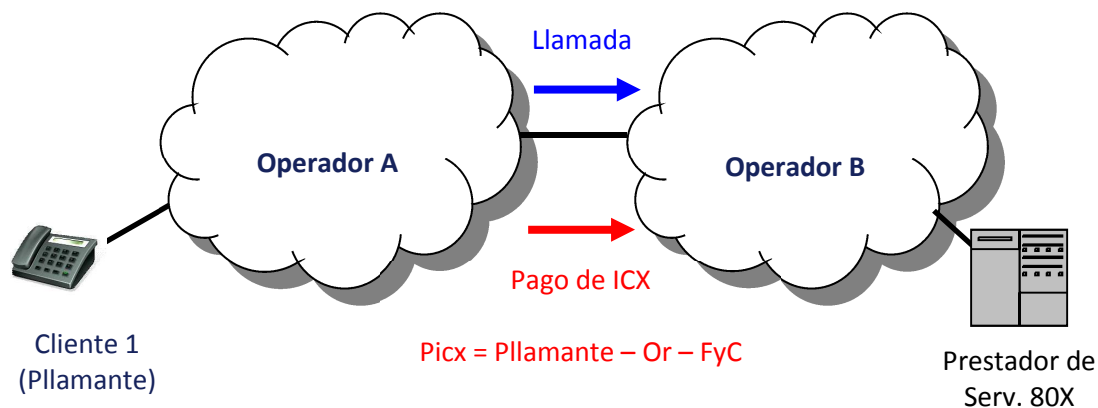 Llamada
Operador A
Operador B
Pago de ICX
Cliente 1
(Pllamante)
Picx = Pllamante – Or – FyC
Prestador de
Serv. 80X